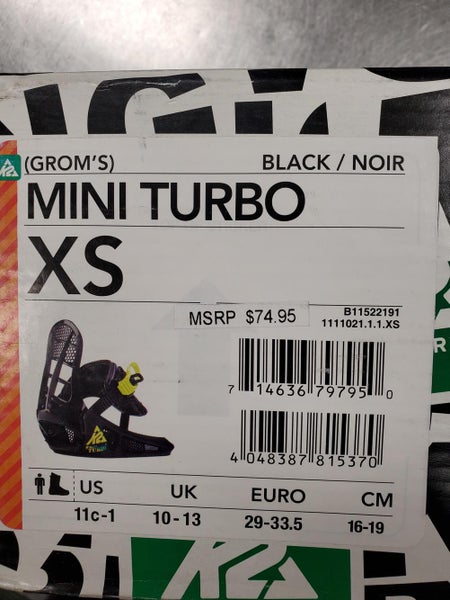 (GROM'S) BLACK / NOIR
MINI TURBO
XS
MSRP $74.95
B11522191
1111021.1.1.XS
7 14636 79795 0
4 048387 815370
US UK EURO CM
11c-1 10-13 29-33.5 16-19
K2